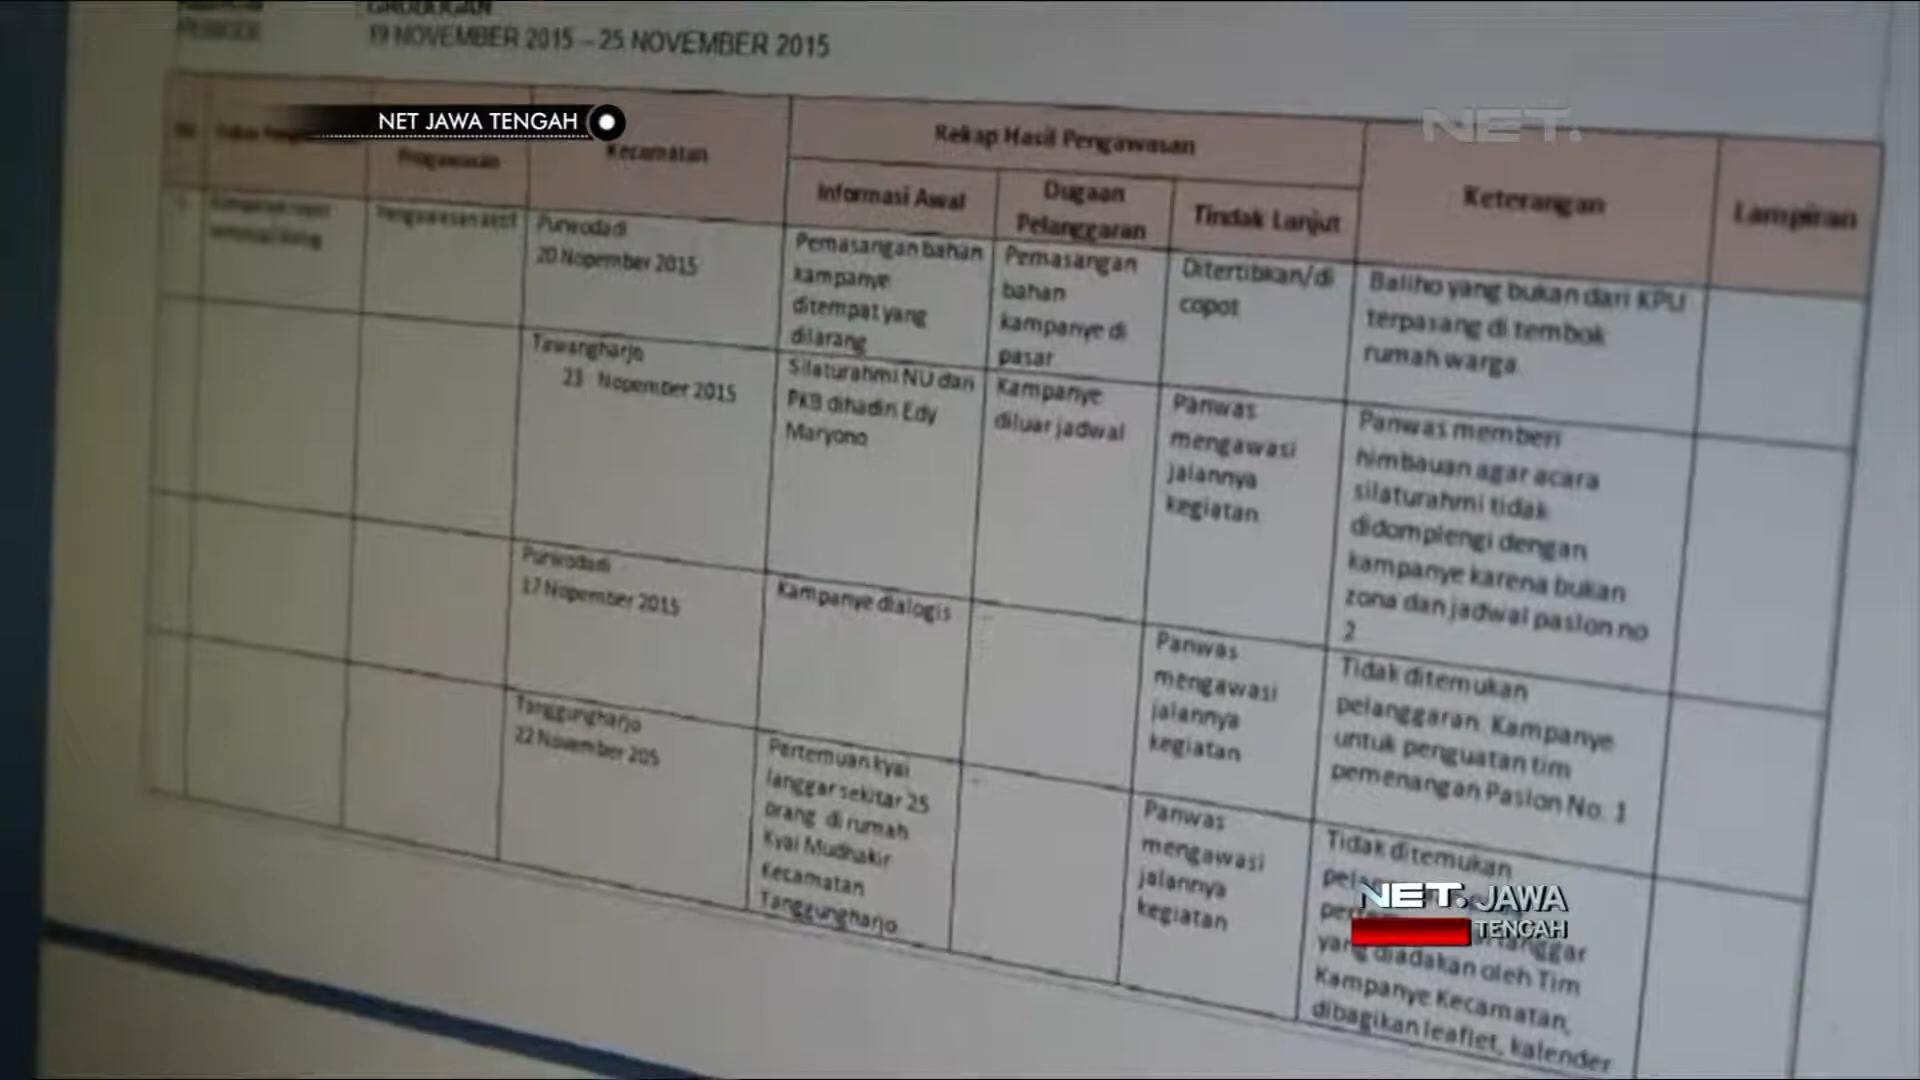 GROBOGAN
PERIODE 19 NOVEMBER 2015 – 25 NOVEMBER 2015
NET JAWA TENGAH
NET.
Pengawasan
Kecamatan
Rekap Hasil Pengawasan
Informasi Awal
Dugaan
Pelanggaran
Tindak Lanjut
Keterangan
Lampiran
Pengawasan aktif
Purwodadi
20 Nopember 2015
Pemasangan bahan
kampanye
ditempat yang
dilarang
Pemasangan
bahan
kampanye di
pasar
Ditertibkan/di
copot
Baliho yang bukan dari KPU
terpasang di tembok
rumah warga
Tawangharjo
23 Nopember 2015
Silaturahmi NU dan
PKB dihadiri Edy
Maryono
Kampanye
diluar jadwal
Panwas
mengawasi
jalannya
kegiatan
Panwas memberi
himbauan agar acara
silaturahmi tidak
didomplengi dengan
kampanye karena bukan
zona dan jadwal paslon no
2
Purwodadi
17 Nopember 2015
Kampanye dialogis
Panwas
mengawasi
jalannya
kegiatan
Tidak ditemukan
pelanggaran. Kampanye
untuk penguatan tim
pemenangan Paslon No. 1
Tanggungharjo
22 November 205
Pertemuan kyai
langgar sekitar 25
orang di rumah
Kyai Mudhakir
Kecamatan
Tanggungharjo
Panwas
mengawasi
jalannya
kegiatan
Tidak ditemukan
langgar
yang diadakan oleh Tim
Kampanye Kecamatan,
dibagikan leaflet, kalender
NET. JAWA
TENGAH